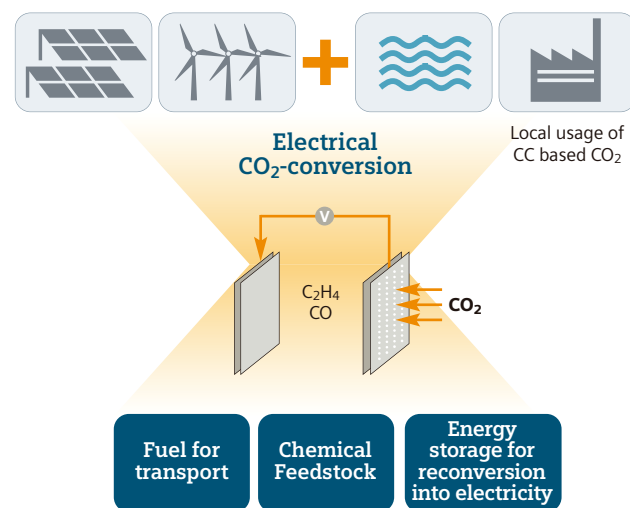 Local usage of
CC based CO₂
Electrical
CO₂-conversion
V
C₂H₄
CO
CO₂
Fuel for
transport
Chemical
Feedstock
Energy
storage for
reconversion
into electricity